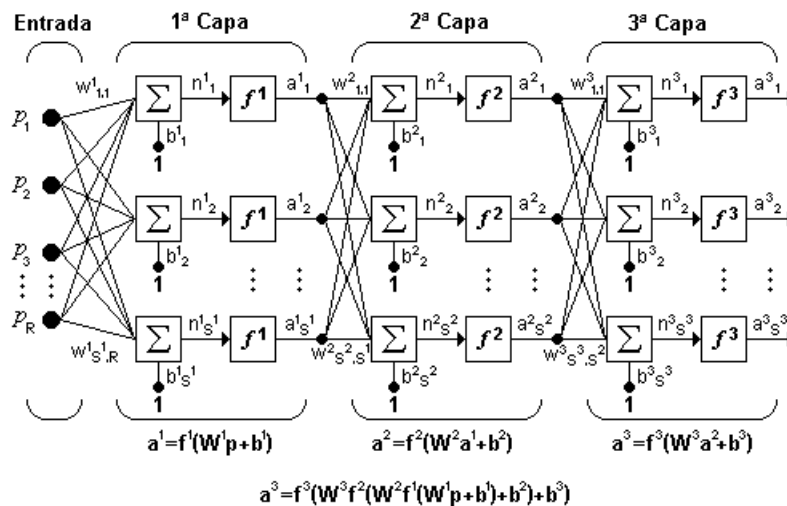 Entrada 1ª Capa 2ª Capa 3ª Capa
w¹1,1 n¹1 a¹1 w²1,1 n²1 a²1 w³1,1 n³1 a³1
p1 Σ f¹ Σ f² Σ f³
b¹1 b²1 b³1
1 1 1
p2 n¹2 a¹2 n²2 a²2 n³2 a³2
Σ f¹ Σ f² Σ f³
p3 b¹2 b²2 b³2
1 1 1
pR n¹S¹ a¹S¹ n²S² a²S² n³S³ a³S³
Σ f¹ Σ f² Σ f³
w¹S¹,R w²S²,S¹ w³S³,S²
b¹S¹ b²S² b³S³
1 1 1
a¹=f¹(W¹p+b¹) a²=f²(W²a¹+b²) a³=f³(W³a²+b³)
a³=f³(W³f²(W²f¹(W¹p+b¹)+b²)+b³)